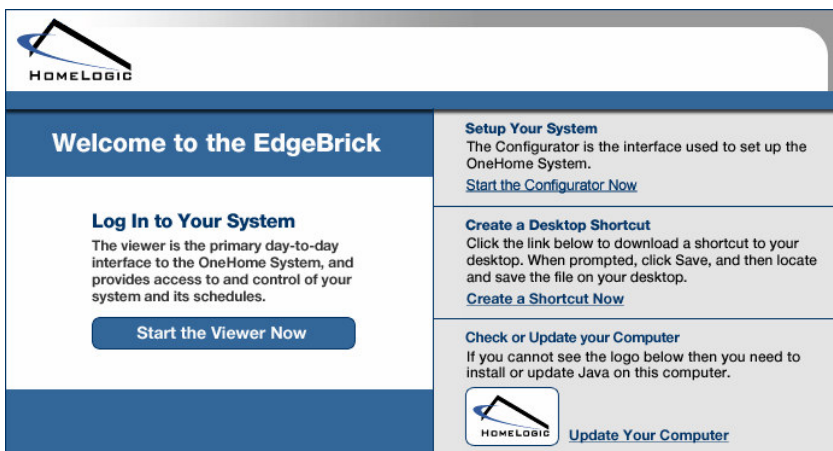 HomeLogic
Welcome to the EdgeBrick
Log In to Your System
The viewer is the primary day-to-day
interface to the OneHome System, and
provides access to and control of your
system and its schedules.
Start the Viewer Now
Setup Your System
The Configurator is the interface used to set up the
OneHome System.
Start the Configurator Now
Create a Desktop Shortcut
Click the link below to download a shortcut to your
desktop. When prompted, click Save, and then locate
and save the file on your desktop.
Create a Shortcut Now
Check or Update your Computer
If you cannot see the logo below then you need to
install or update Java on this computer.
HomeLogic
Update Your Computer